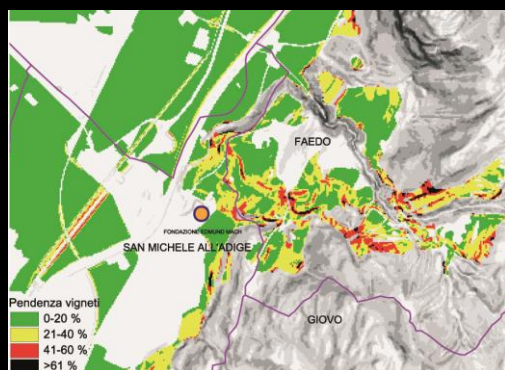 FAEDO
FONDAZIONE EDMUND MACH
SAN MICHELE ALL'ADIGE
GIOVO
Pendenza vigneti
0-20 %
21-40 %
41-60 %
>61 %